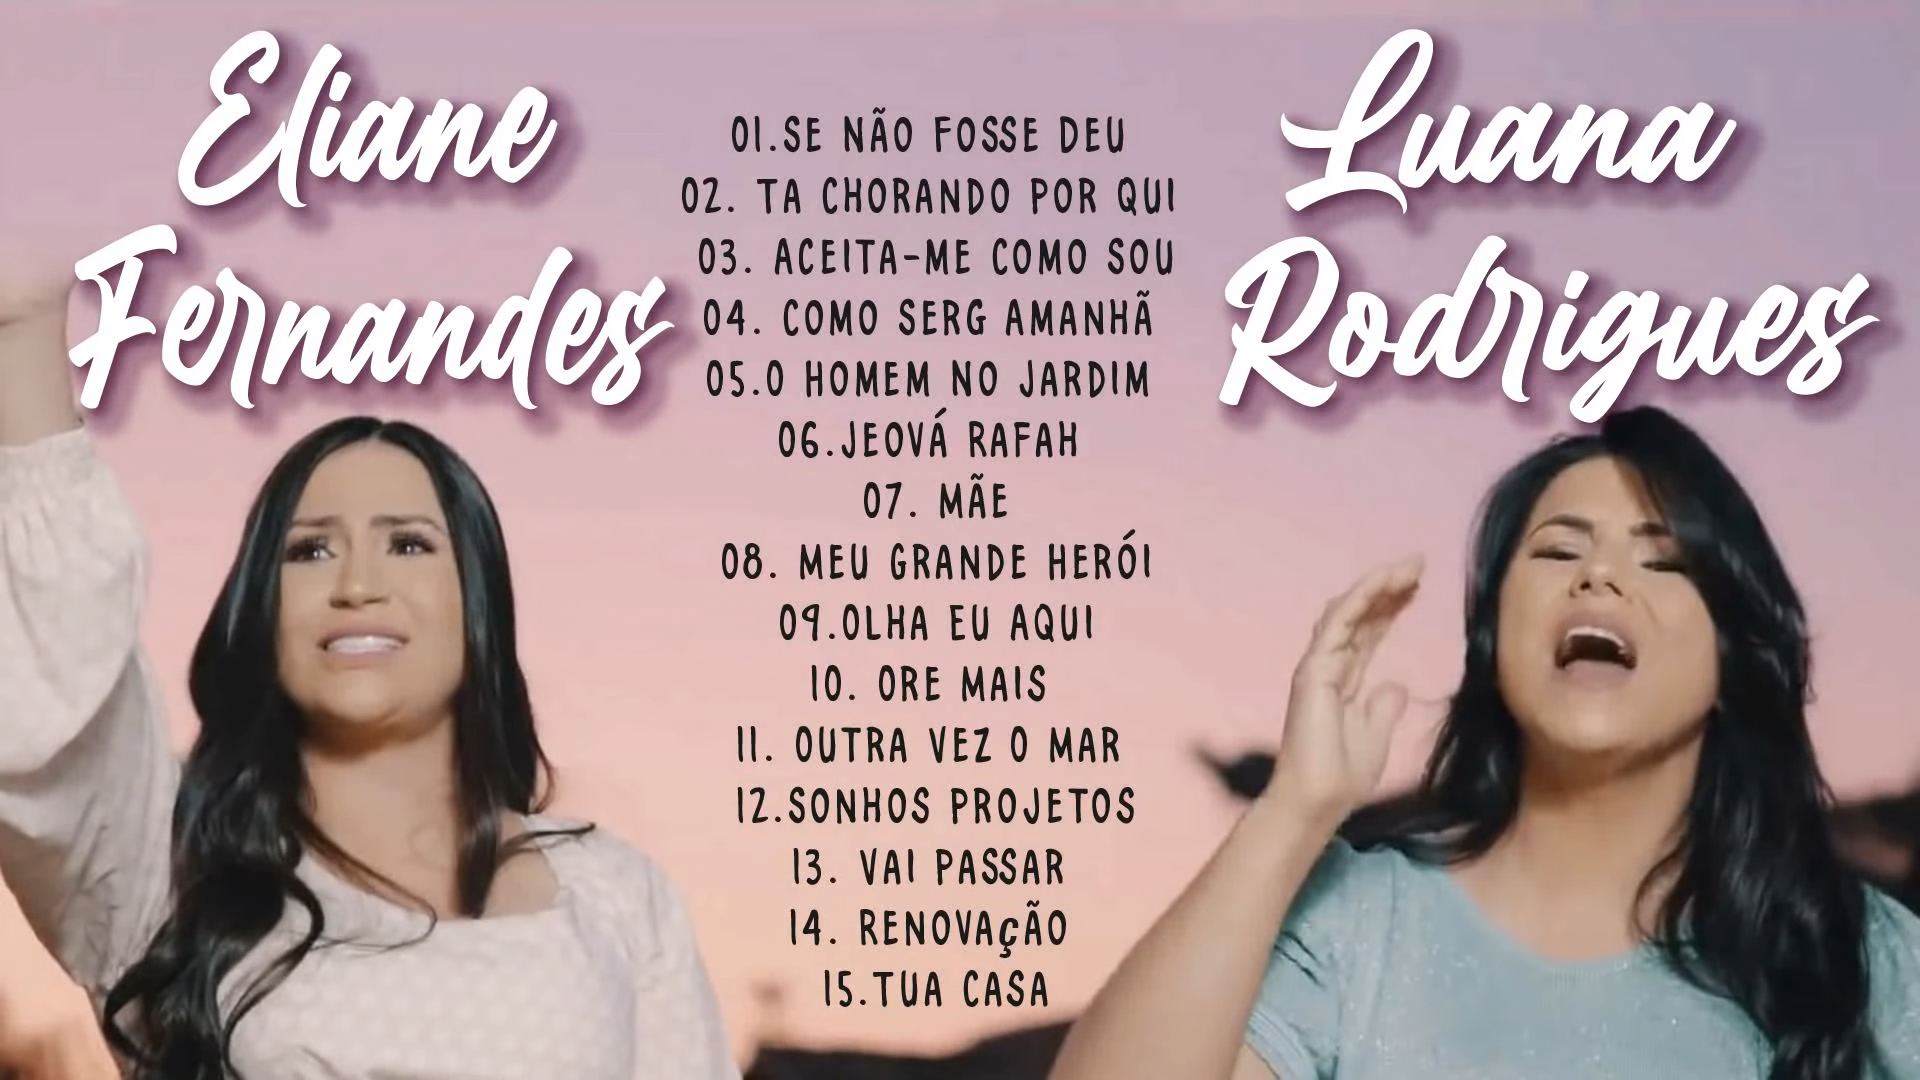 Eliane
Fernandes
01.SE NÃO FOSSE DEU
02. TA CHORANDO POR QUI
03. ACEITA-ME COMO SOU
04. COMO SERG AMANHÃ
05.O HOMEM NO JARDIM
06.JEOVÁ RAFAH
07. MÃE
08. MEU GRANDE HERÓI
09.OLHA EU AQUI
10. ORE MAIS
11. OUTRA VEZ O MAR
12.SONHOS PROJETOS
13. VAI PASSAR
14. RENOVAçÃO
15.TUA CASA
Luana
Rodrigues